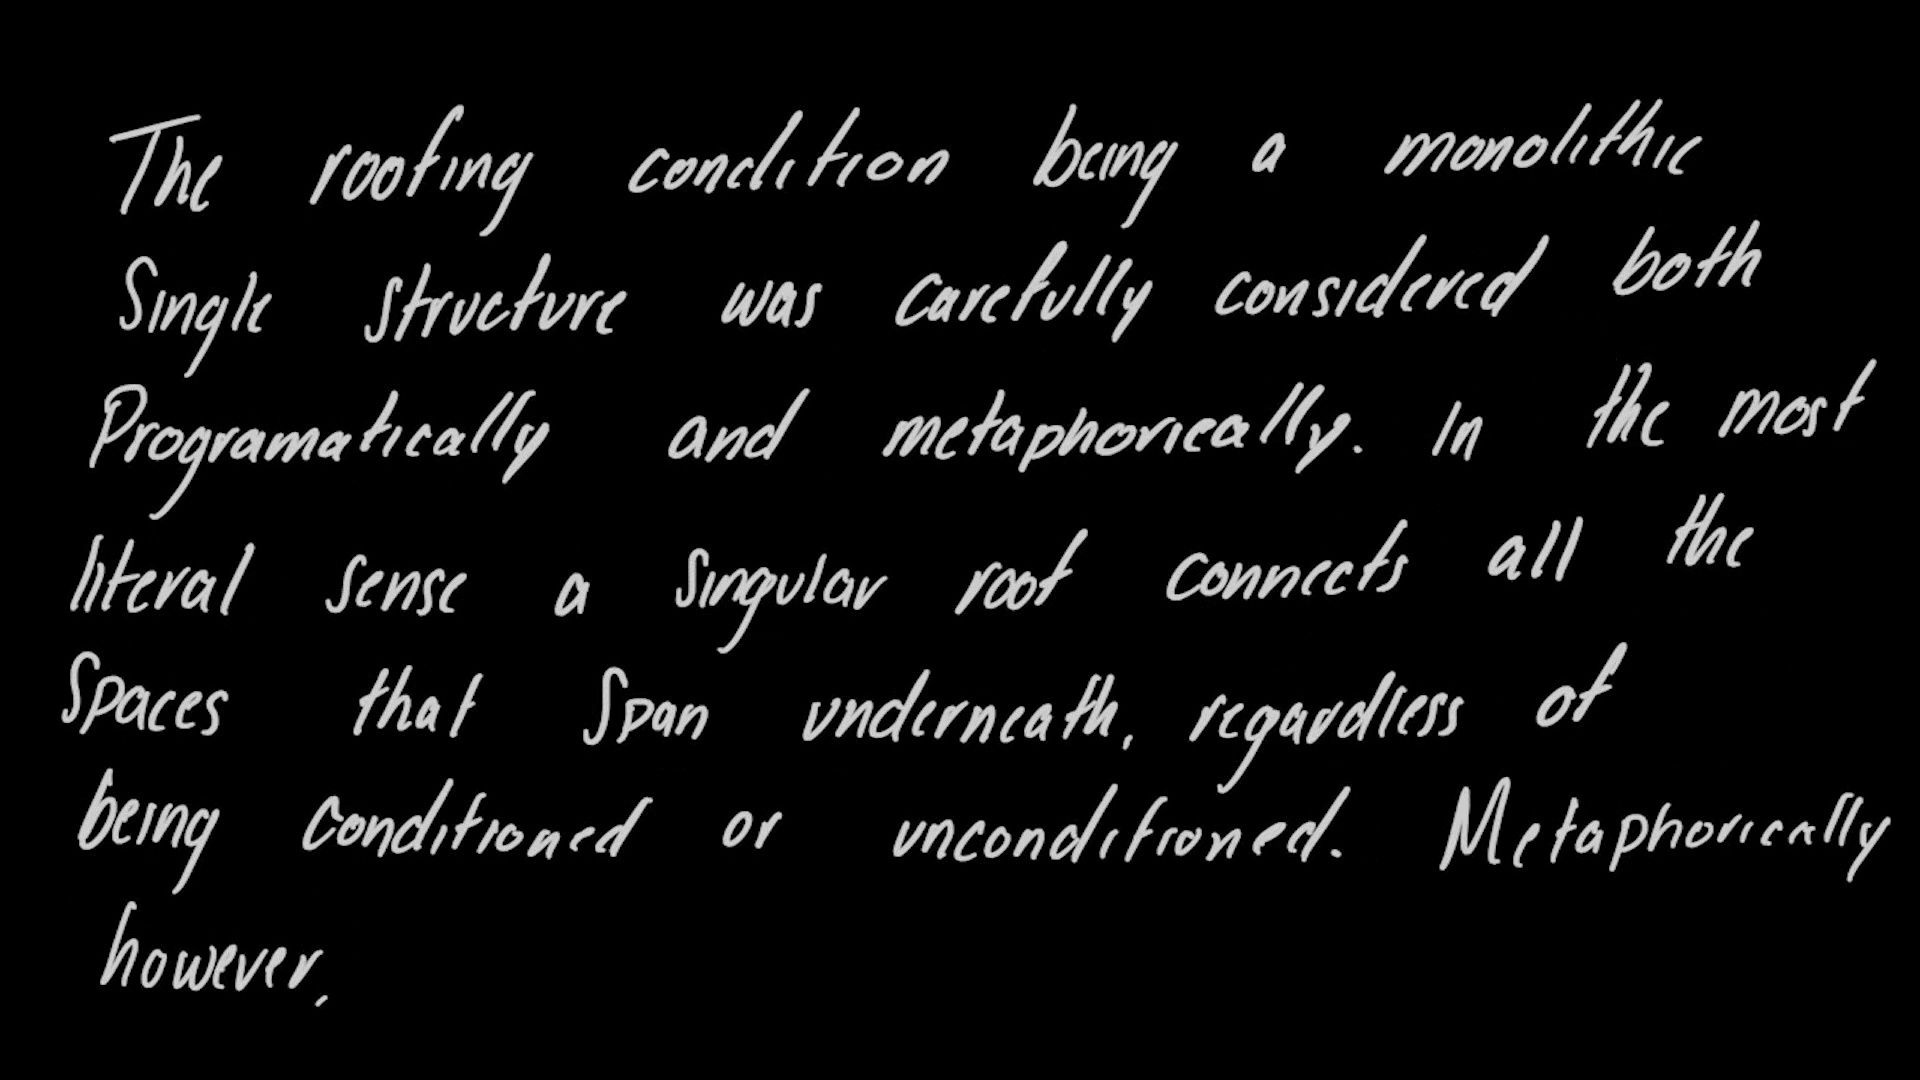 The roofing condition being a monolithic
Single structure was carefully considered both
Programatically and metaphorically. In the most
literal sense a singular roof connects all the
Spaces that Span underneath, regardless of
being conditioned or unconditioned. Metaphorically
however,